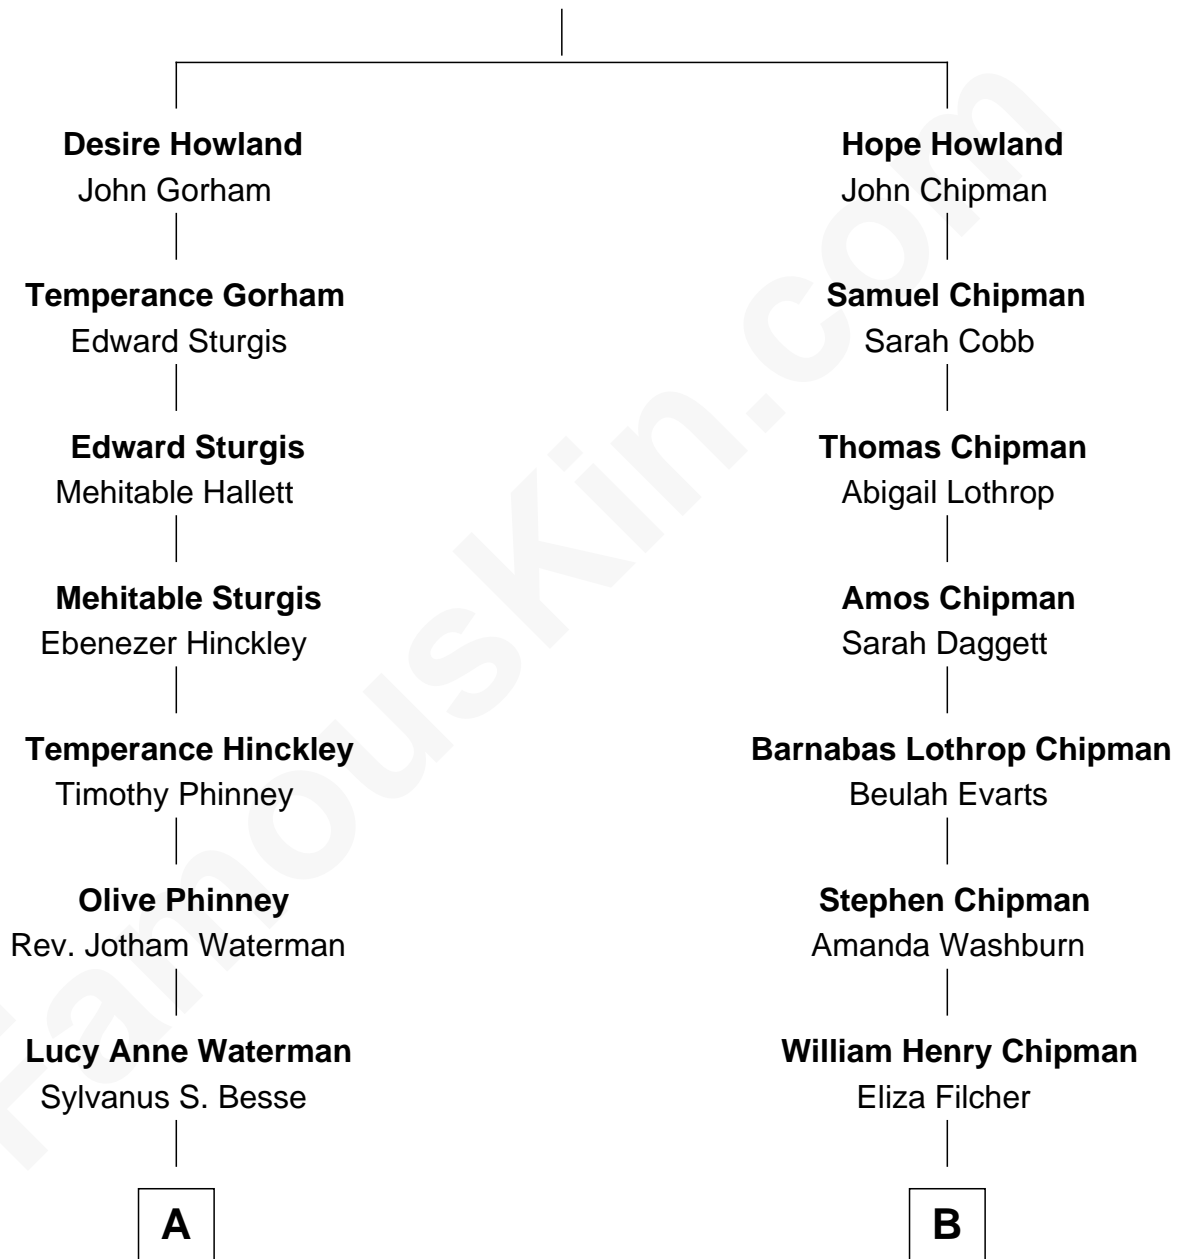 Desire Howland
John Gorham
Temperance Gorham
Edward Sturgis
Edward Sturgis
Mehitable Hallett
Mehitable Sturgis
Ebenezer Hinckley
Temperance Hinckley
Timothy Phinney
Olive Phinney
Rev. Jotham Waterman
Lucy Anne Waterman
Sylvanus S. Besse
A
Hope Howland
John Chipman
Samuel Chipman
Sarah Cobb
Thomas Chipman
Abigail Lothrop
Amos Chipman
Sarah Daggett
Barnabas Lothrop Chipman
Beulah Evarts
Stephen Chipman
Amanda Washburn
William Henry Chipman
Eliza Filcher
B
FamousKin.com